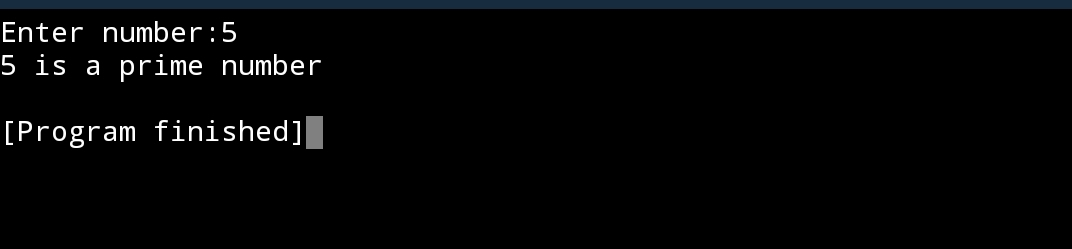 Enter number:5
5 is a prime number
[Program finished]